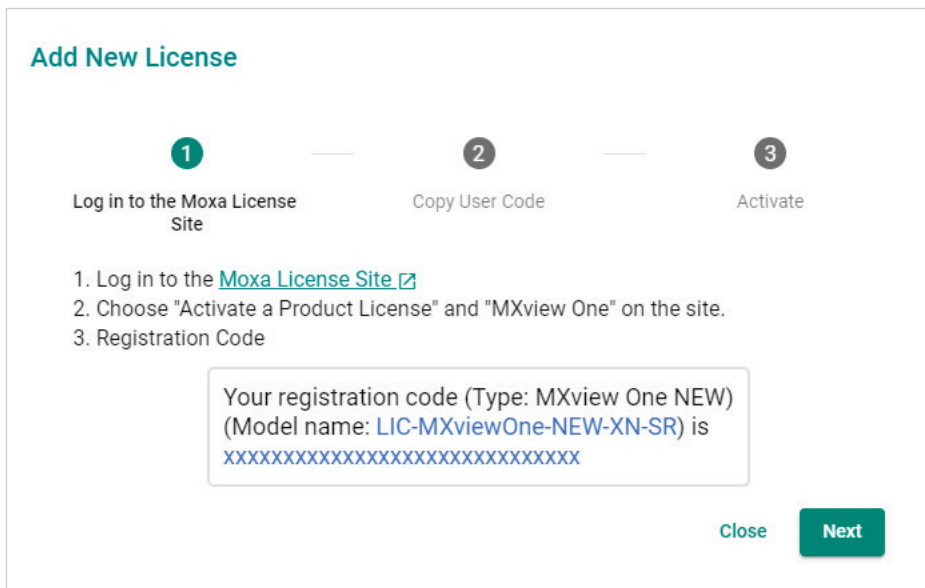 Add New License
1
2
3
Log in to the Moxa License
Site
Copy User Code
Activate
1. Log in to the Moxa License Site
2. Choose "Activate a Product License" and "MXview One" on the site.
3. Registration Code
Your registration code (Type: MXview One NEW)
(Model name: LIC-MXviewOne-NEW-XN-SR) is
xxxxxxxxxxxxxxxxxxxxxxxxxxxxxx
Close
Next